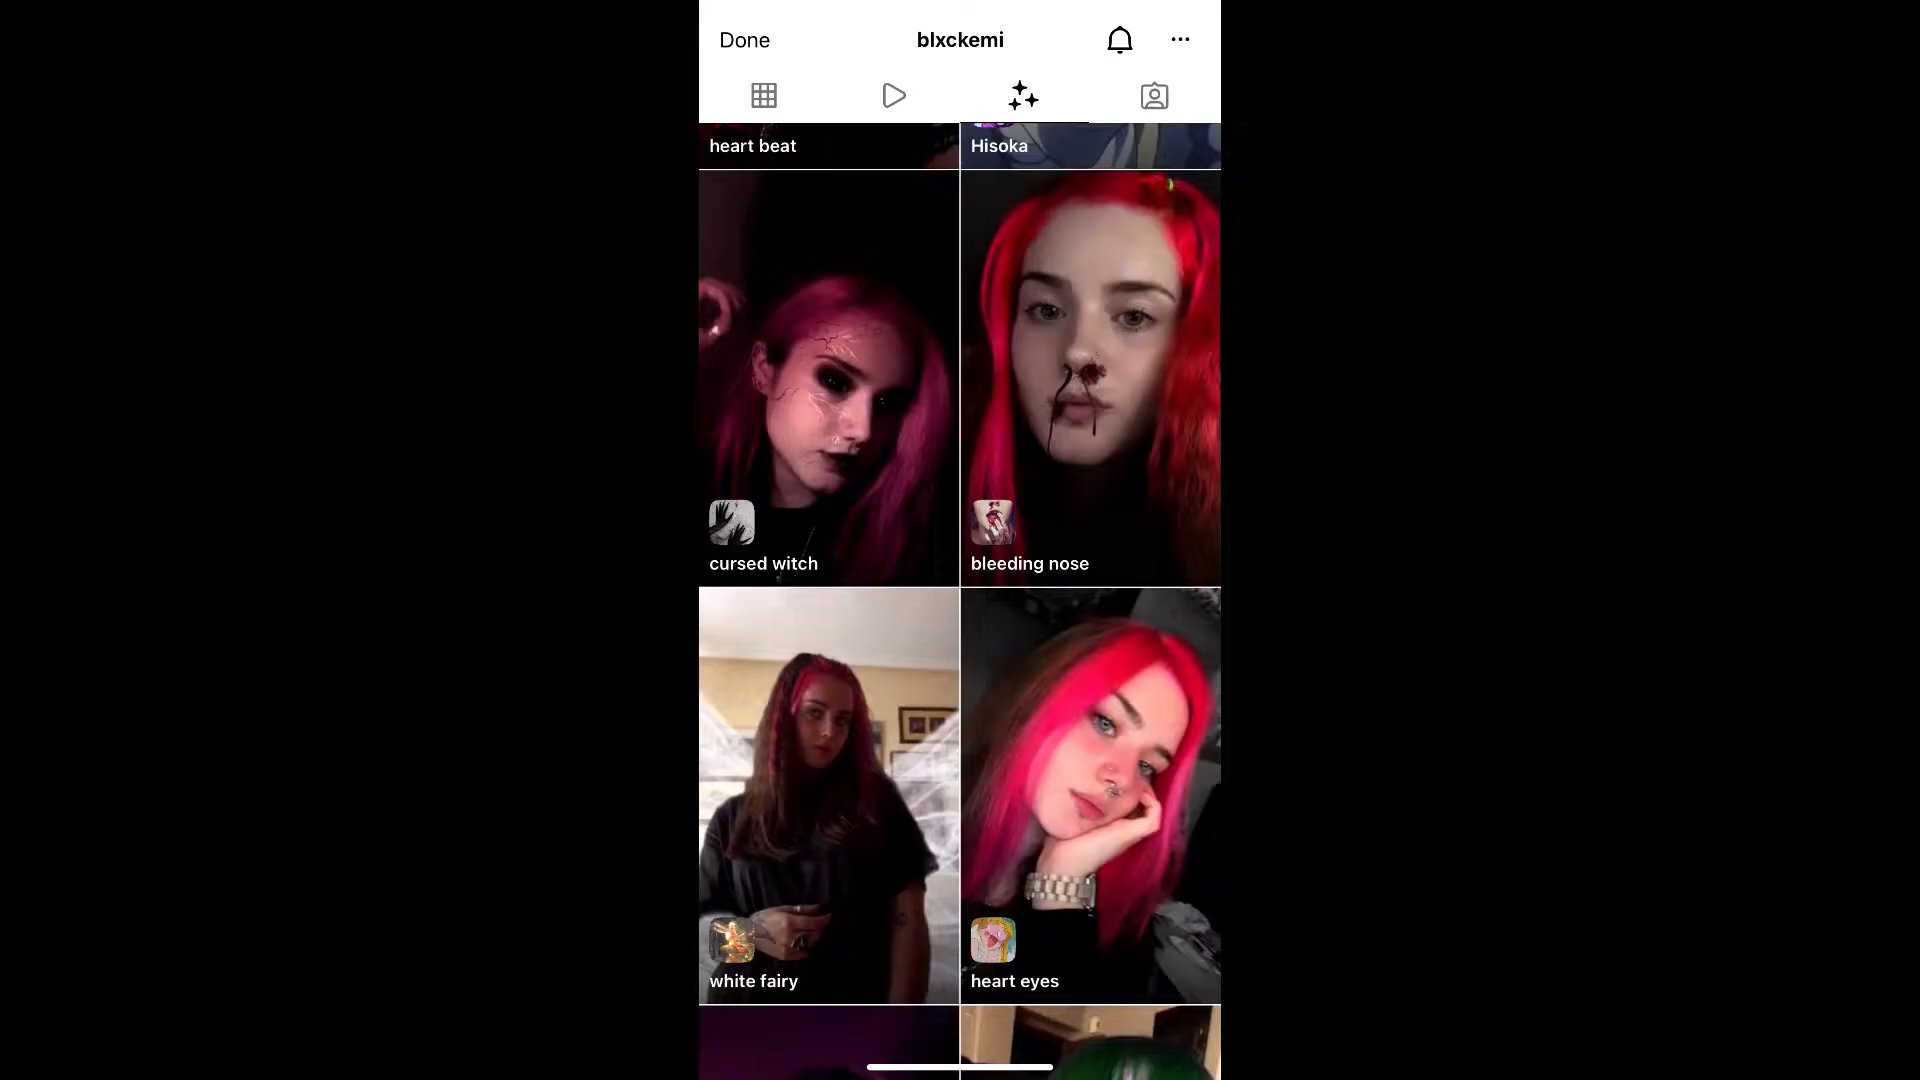 Done
blxckemi
heart beat
Hisoka
cursed witch
bleeding nose
white fairy
heart eyes